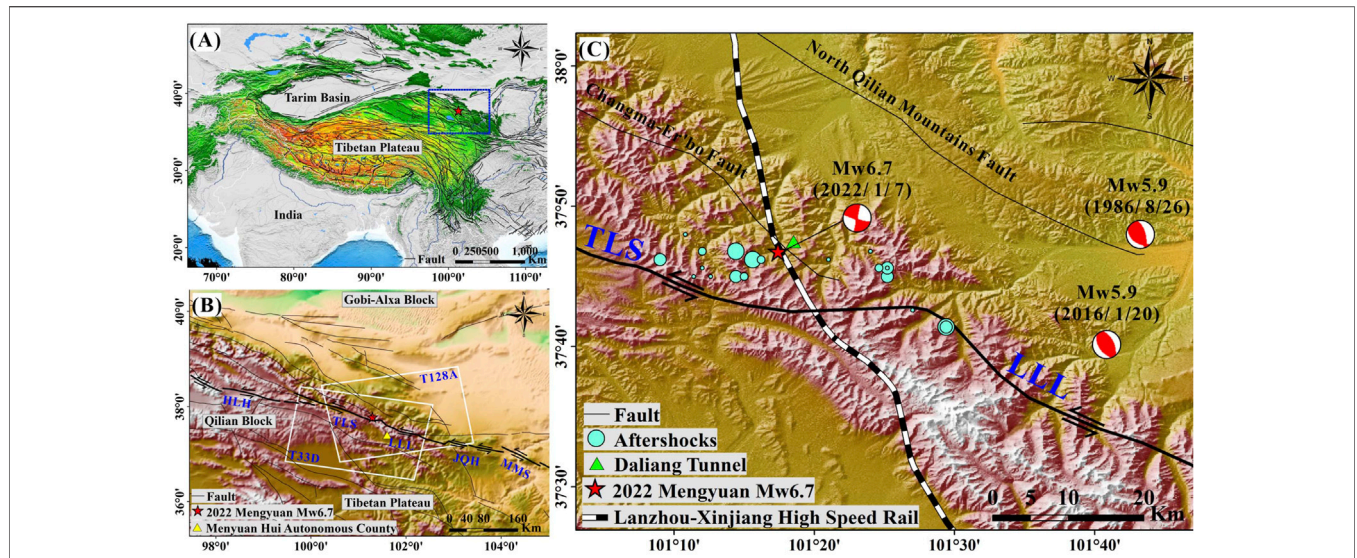 (A)
N
W
E
S
Tarim Basin
Tibetan Plateau
India
0 250500 1,000
Km
Fault
40°0'
30°0'
20°0'
70°0'
80°0'
90°0'
100°0'
110°0'
(B)
Gobi-Alxa Block
T128A
HLH
Qilian Block
TLS
LLL
T33D
JQH
MMS
Tibetan Plateau
Fault
2022 Mengyuan Mw6.7
Menyuan Hui Autonomous County
0 40 80 160
Km
40°0'
38°0'
36°0'
98°0'
100°0'
102°0'
104°0'
(C)
N
W
E
S
North Qilian Mountains Fault
Changma-Ei'bo Fault
Mw6.7
(2022/1/7)
Mw5.9
(1986/8/26)
TLS
Mw5.9
(2016/1/20)
LLL
Fault
Aftershocks
Daliang Tunnel
2022 Mengyuan Mw6.7
Lanzhou-Xinjiang High Speed Rail
0 5 10 20
Km
38°0'
37°50'
37°40'
37°30'
101°10'
101°20'
101°30'
101°40'